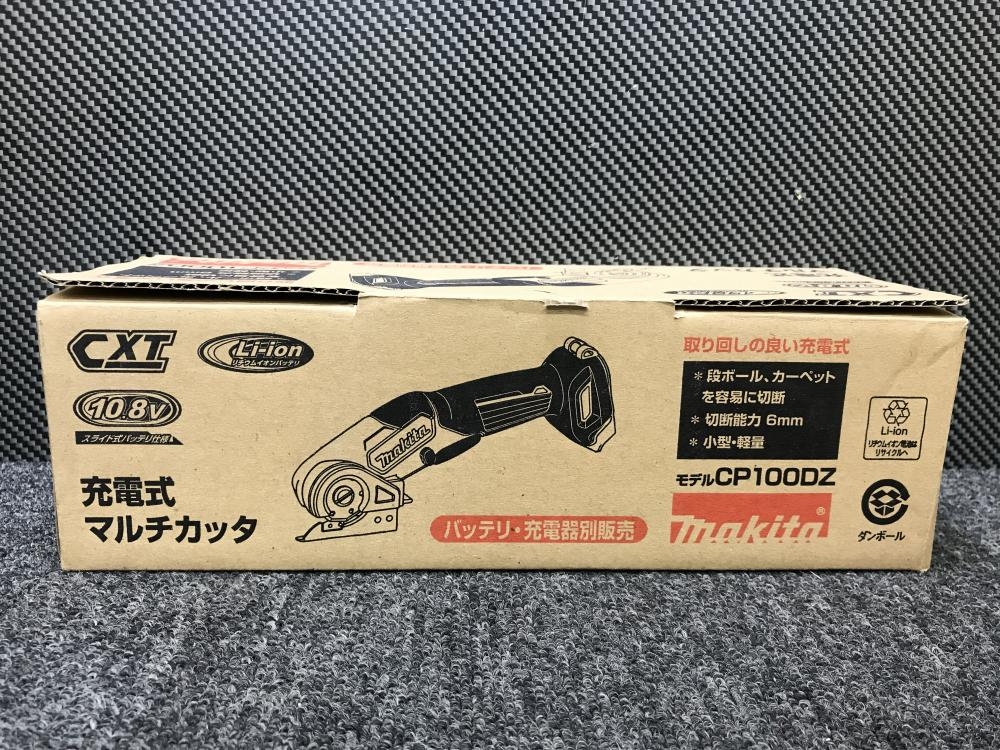 CXT
Li-ion
リチウムイオンバッテリ
10.8V
スライド式バッテリ仕様
充電式
マルチカッタ
makita
バッテリ・充電器別販売
取り回しの良い充電式
*段ボール、カーペット
を容易に切断
*切断能力 6mm
*小型・軽量
モデルCP100DZ
makita®
Li-ion
リチウムイオン電池は
リサイクルへ
ダンボール